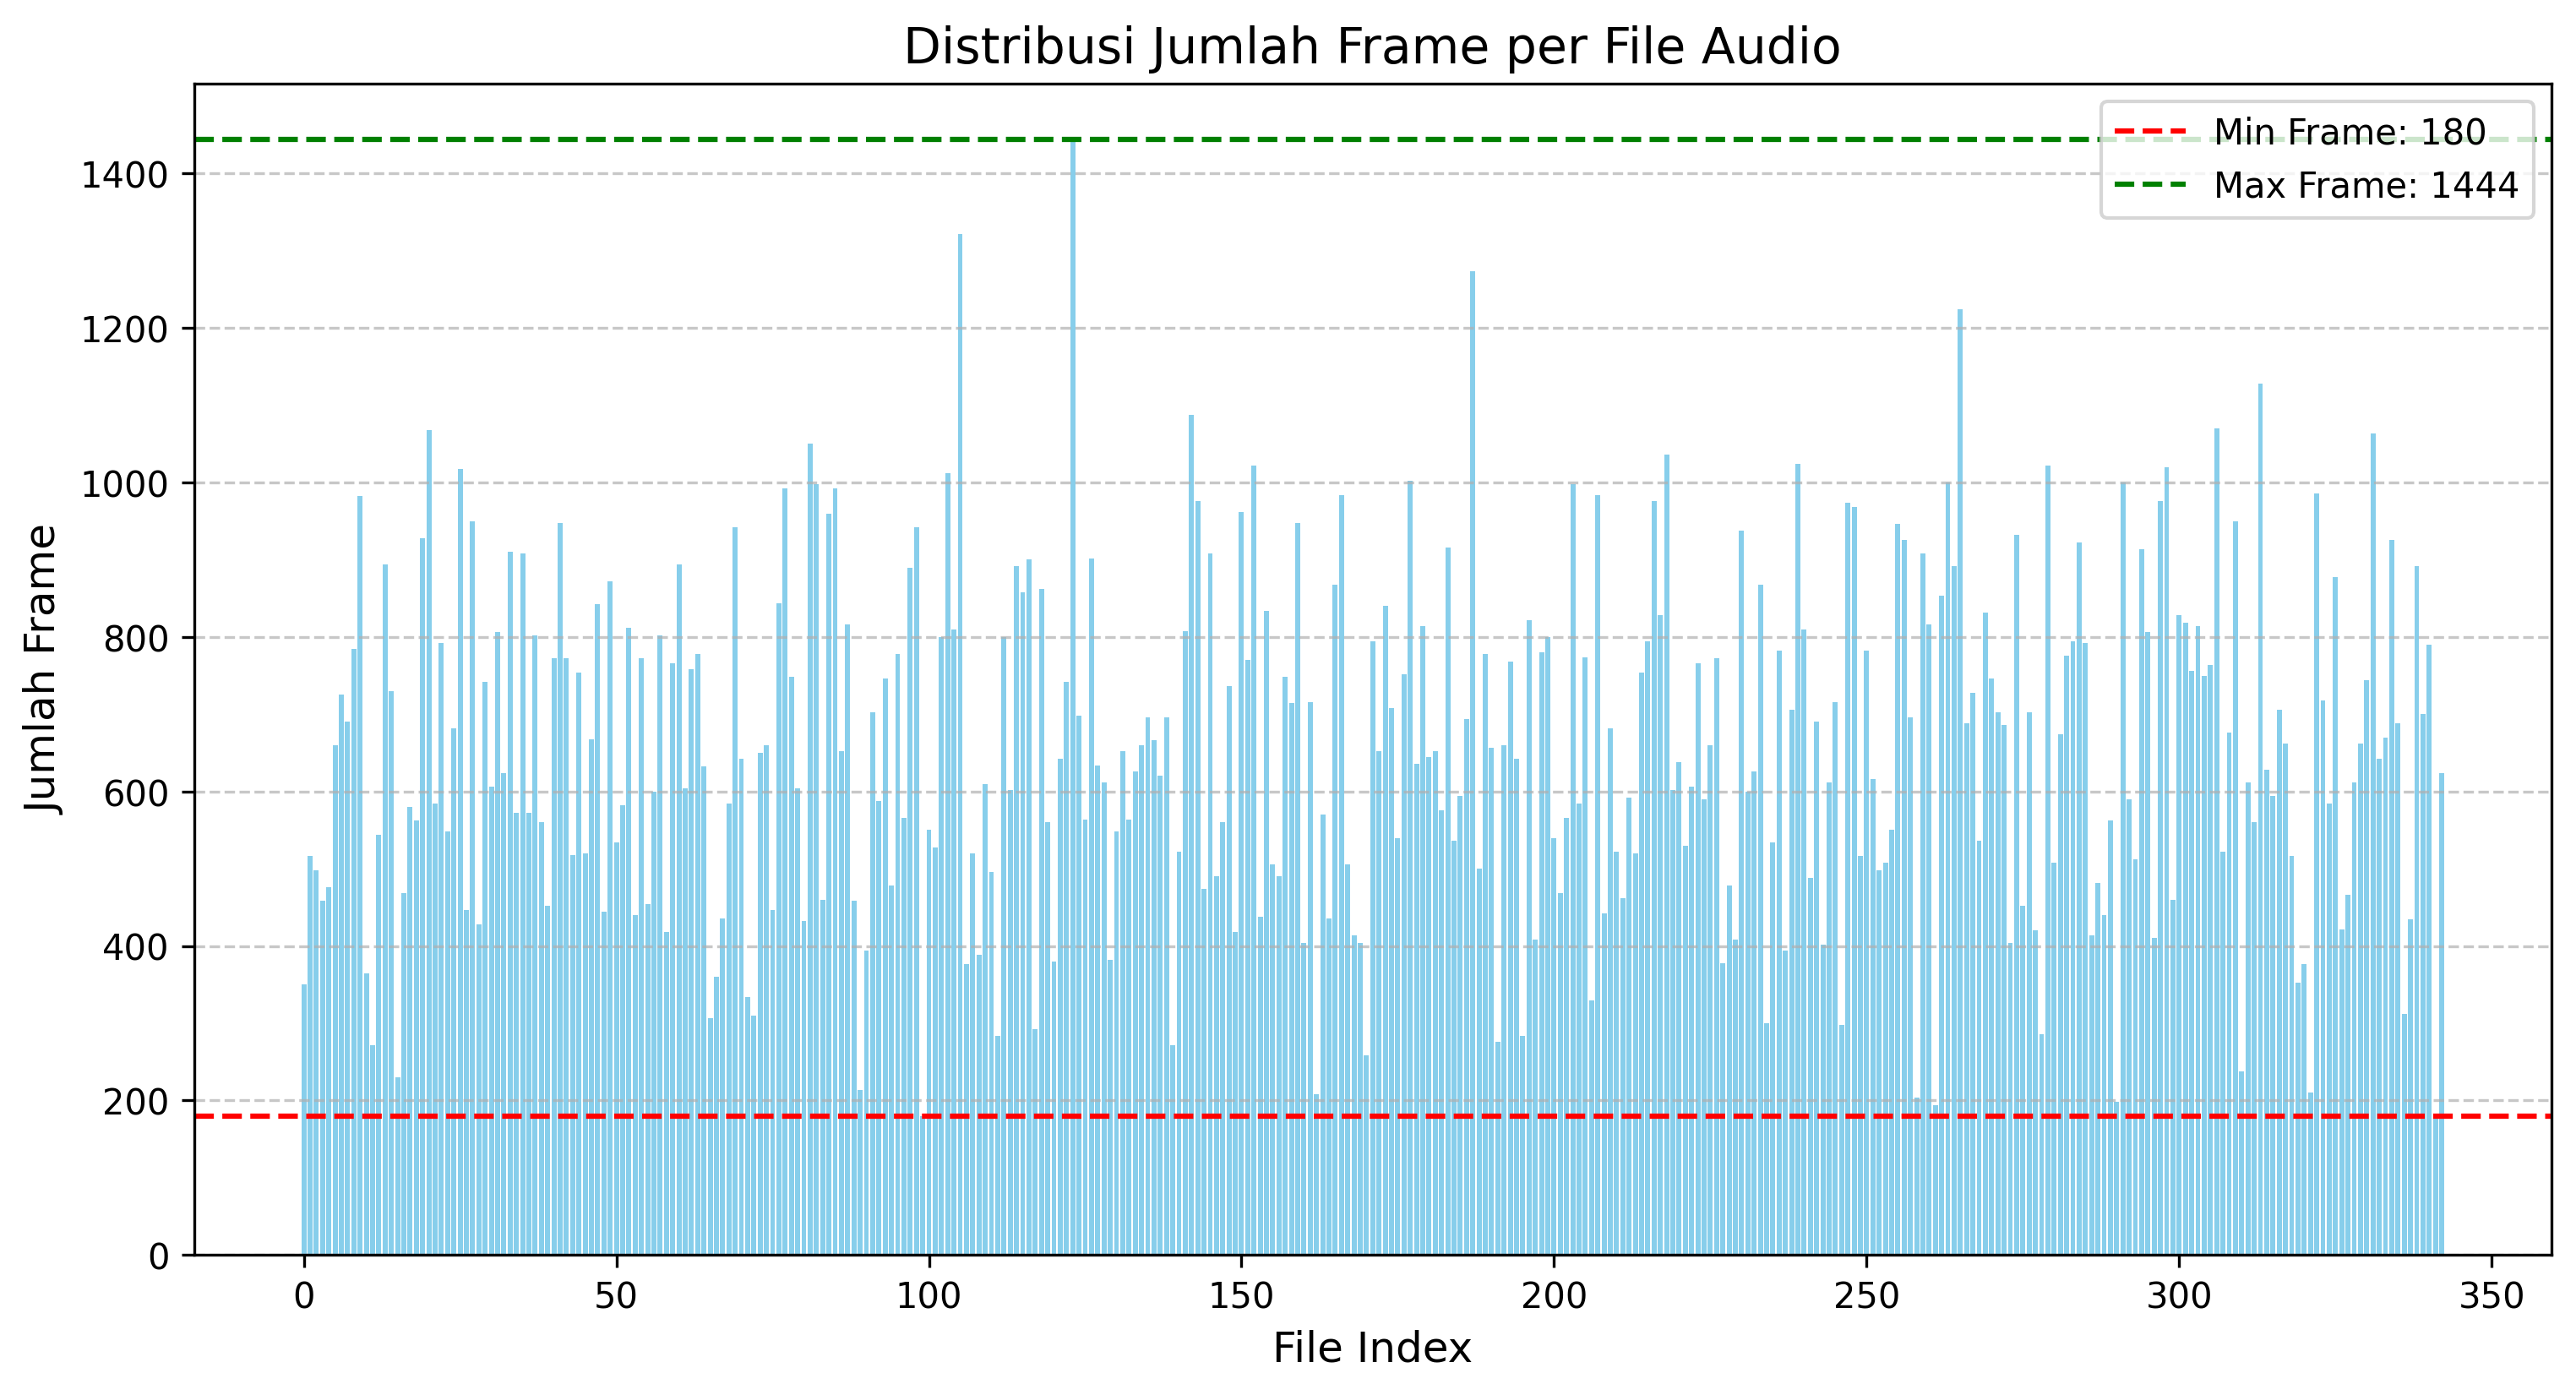 Distribusi Jumlah Frame per File Audio
Min Frame: 180
Max Frame: 1444
Jumlah Frame
1400
1200
1000
800
600
400
200
0
0 50 100 150 200 250 300 350
File Index